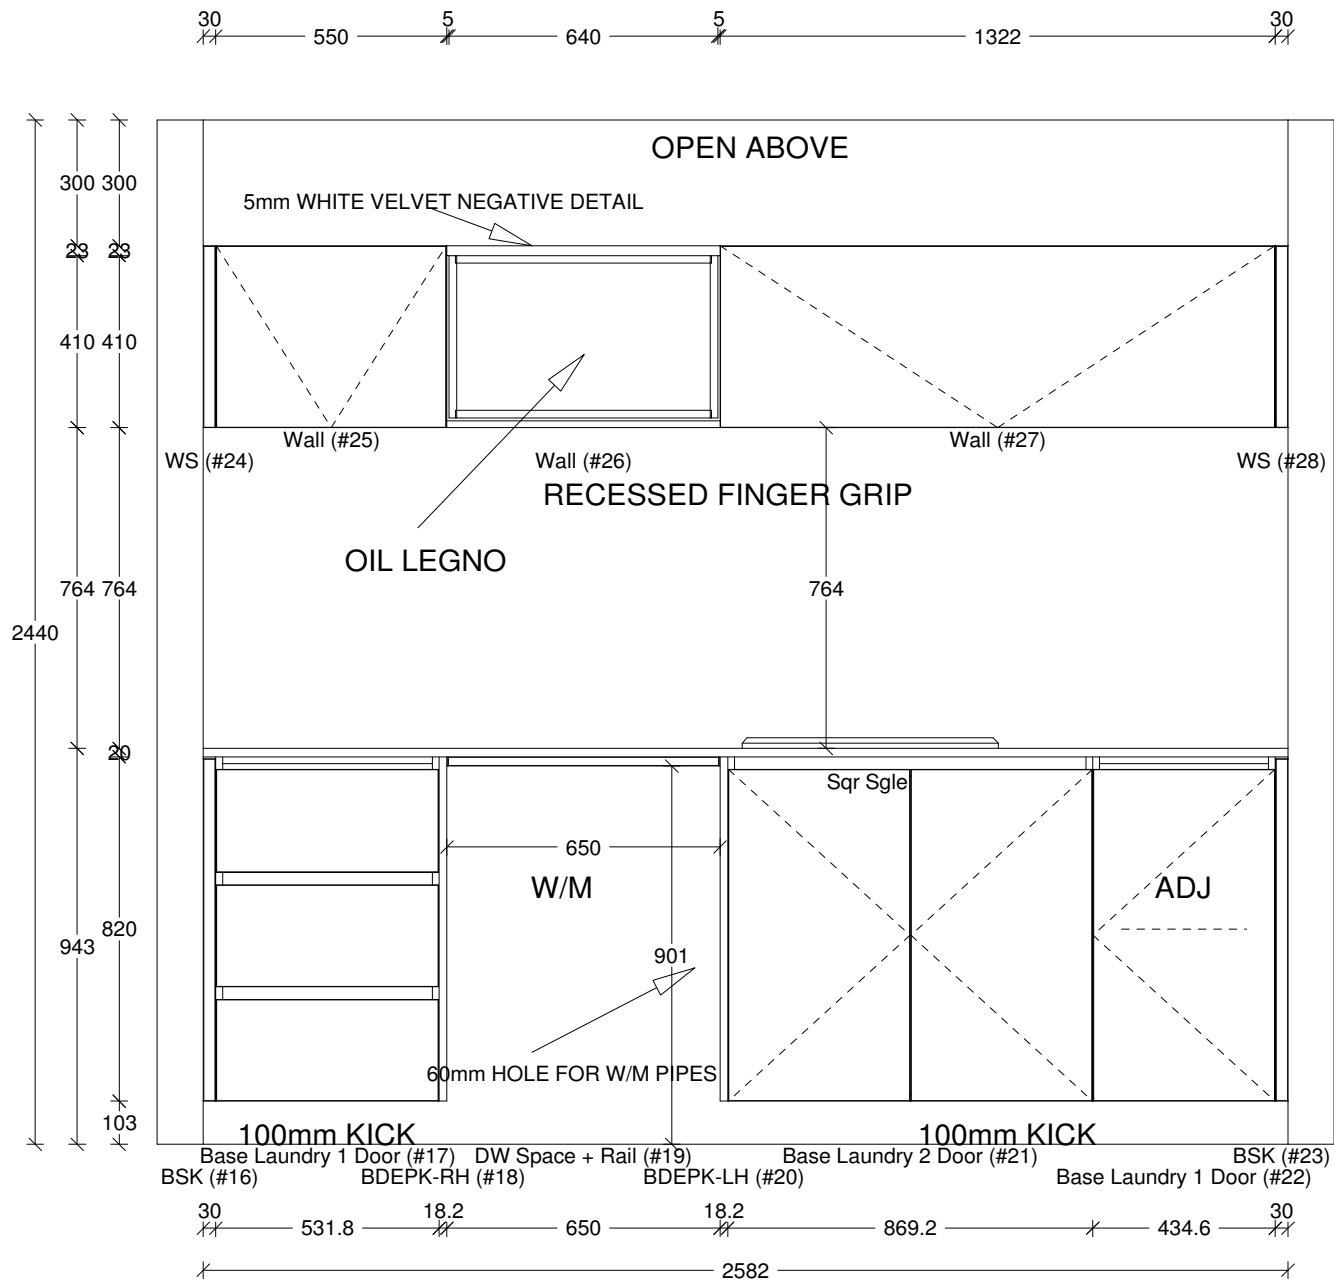 30 5 5 30
550 640 1322
OPEN ABOVE
300 300
5mm WHITE VELVET NEGATIVE DETAIL
23 23
410 410
Wall (#25) Wall (#27)
WS (#24) Wall (#26) WS (#28)
RECESSED FINGER GRIP
OIL LEGNO
764 764 764
2440
20
Sqr Sgle
650
W/M ADJ
820
943
901
60mm HOLE FOR W/M PIPES
103
100mm KICK 100mm KICK
Base Laundry 1 Door (#17) DW Space + Rail (#19) Base Laundry 2 Door (#21) BSK (#23)
BSK (#16) BDEPK-RH (#18) BDEPK-LH (#20) Base Laundry 1 Door (#22)
30 18.2 18.2 30
531.8 650 869.2 434.6
2582